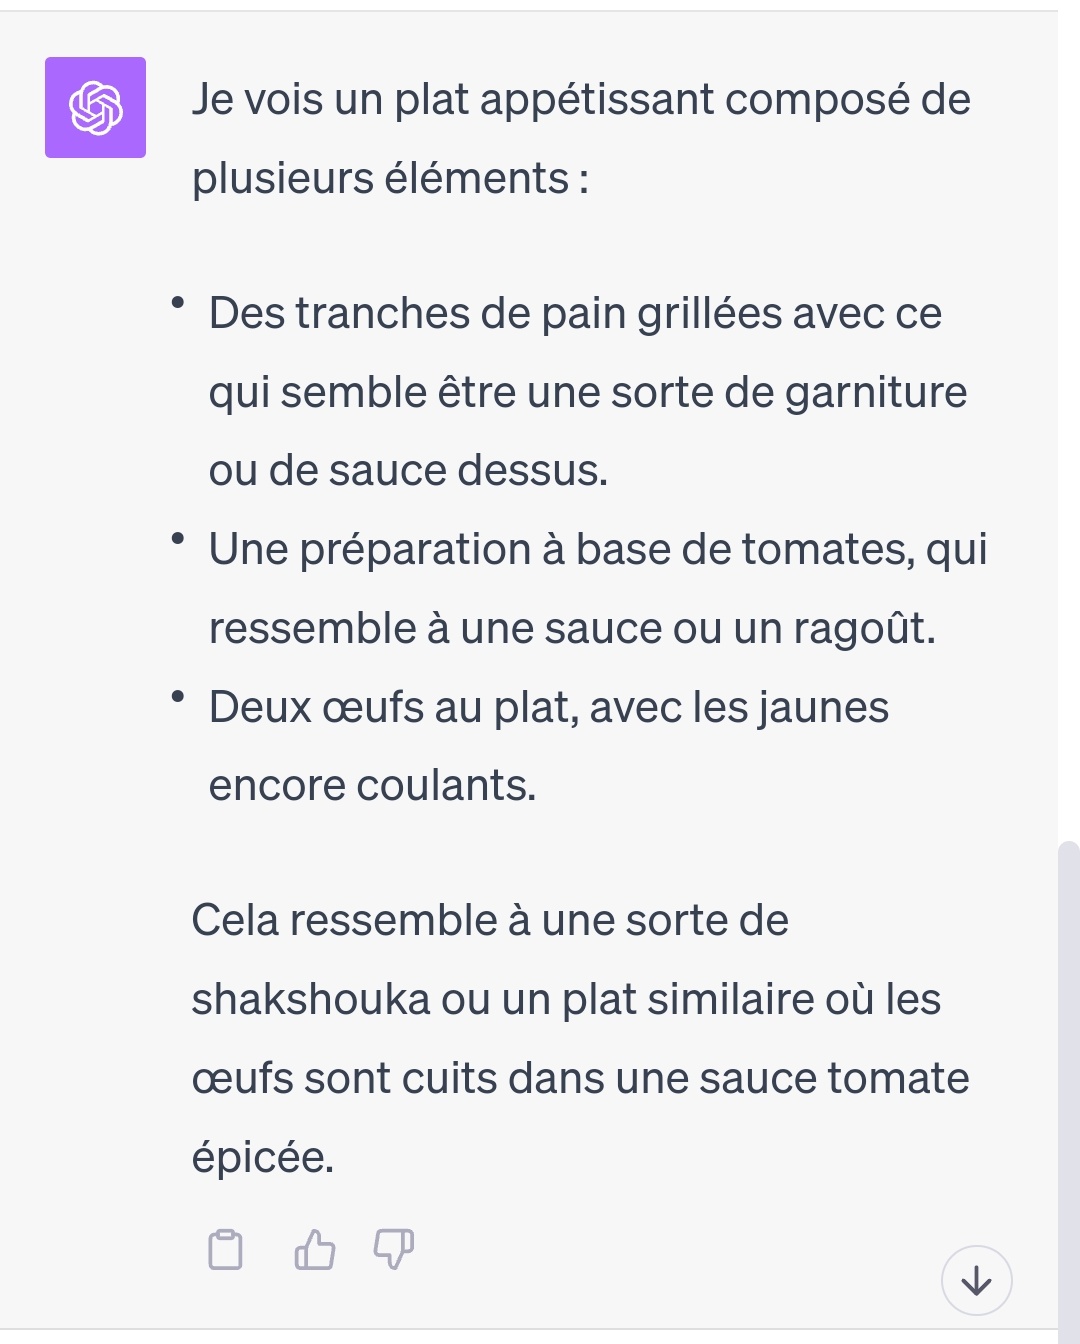 Je vois un plat appétissant composé de
plusieurs éléments :
• Des tranches de pain grillées avec ce
qui semble être une sorte de garniture
ou de sauce dessus.
• Une préparation à base de tomates, qui
ressemble à une sauce ou un ragoût.
• Deux œufs au plat, avec les jaunes
encore coulants.
Cela ressemble à une sorte de
shakshouka ou un plat similaire où les
œufs sont cuits dans une sauce tomate
épicée.